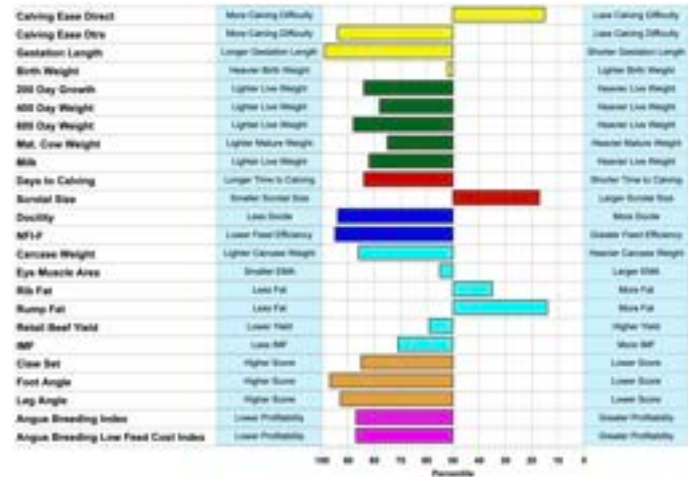 Calving Ease Direct More Calving Difficulty Less Calving Difficulty
Calving Ease Dtrs More Calving Difficulty Less Calving Difficulty
Gestation Length Longer Gestation Length Shorter Gestation Length
Birth Weight Heavier Birth Weight Lighter Birth Weight
200 Day Growth Lighter Live Weight Heavier Live Weight
400 Day Weight Lighter Live Weight Heavier Live Weight
600 Day Weight Lighter Live Weight Heavier Live Weight
Mat. Cow Weight Lighter Mature Weight Heavier Mature Weight
Milk Lighter Live Weight Heavier Live Weight
Days to Calving Longer Time to Calving Shorter Time to Calving
Scrotal Size Smaller Scrotal Size Larger Scrotal Size
Docility Less Docile More Docile
NFI-F Lower Feed Efficiency Greater Feed Efficiency
Carcase Weight Lighter Carcase Weight Heavier Carcase Weight
Eye Muscle Area Smaller EMA Larger EMA
Rib Fat Less Fat More Fat
Rump Fat Less Fat More Fat
Retail Beef Yield Lower Yield Higher Yield
IMF Less IMF More IMF
Claw Set Higher Score Lower Score
Foot Angle Higher Score Lower Score
Leg Angle Higher Score Lower Score
Angus Breeding Index Lower Profitability Greater Profitability
Angus Breeding Low Feed Cost Index Lower Profitability Greater Profitability
100 90 80 70 60 50 40 30 20 10 0
Percentile